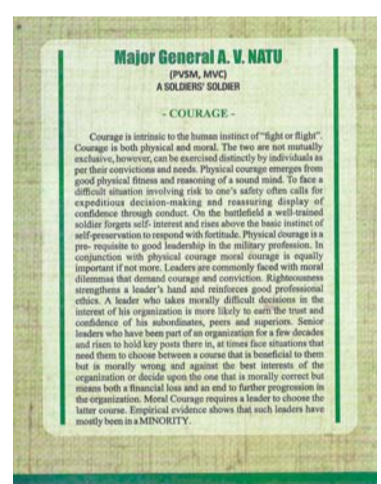 Major General A. V. NATU
(PVSM, MVC)
A SOLDIERS' SOLDIER
- COURAGE -
Courage is intrinsic to the human instinct of "fight or flight".
Courage is both physical and moral. The two are not mutually
exclusive, however, can be exercised distinctly by individuals as
per their convictions and needs. Physical courage emerges from
good physical fitness and reasoning of a sound mind. To face a
difficult situation involving risk to one's safety often calls for
expeditious decision-making and reassuring display of
confidence through conduct. On the battlefield a well-trained
soldier forgets self- interest and rises above the basic instinct of
self-preservation to respond with fortitude. Physical courage is a
pre- requisite to good leadership in the military profession. In
conjunction with physical courage moral courage is equally
important if not more. Leaders are commonly faced with moral
dilemmas that demand courage and conviction. Righteousness
strengthens a leader's hand and reinforces good professional
ethics. A leader who takes morally difficult decisions in the
interest of his organization is more likely to earn the trust and
confidence of his subordinates, peers and superiors. Senior
leaders who have been part of an organization for a few decades
and risen to hold key posts there in, at times face situations that
need them to choose between a course that is beneficial to them
but is morally wrong and against the best interests of the
organization or decide upon the one that is morally correct but
means both a financial loss and an end to further progression in
the organization. Moral Courage requires a leader to choose the
latter course. Empirical evidence shows that such leaders have
mostly been in a MINORITY.